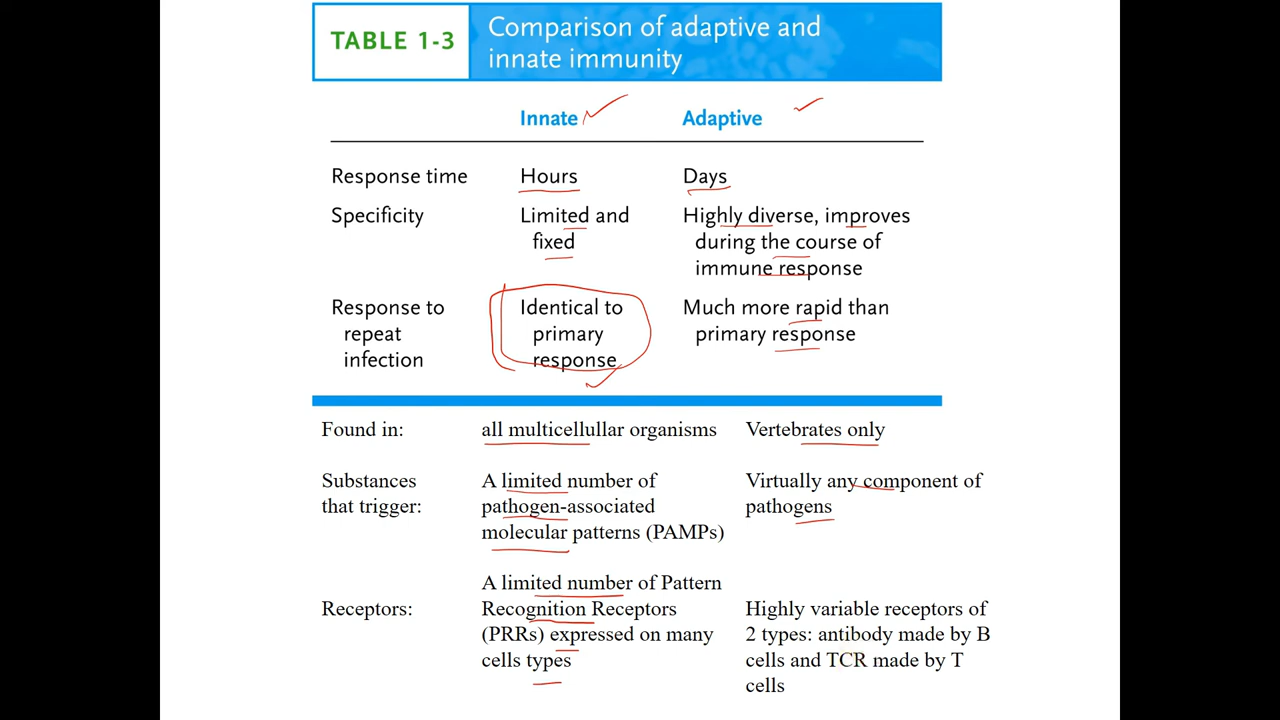 TABLE 1-3
Comparison of adaptive and
innate immunity
Innate Adaptive
Response time Hours Days
Specificity Limited and Highly diverse, improves
fixed during the course of
immune response
Response to Identical to Much more rapid than
repeat primary primary response
infection response
Found in: all multicellullar organisms Vertebrates only
Substances A limited number of Virtually any component of
that trigger: pathogen-associated pathogens
molecular patterns (PAMPs)
A limited number of Pattern
Receptors: Recognition Receptors Highly variable receptors of
(PRRs) expressed on many 2 types: antibody made by B
cells types cells and TCR made by T
cells